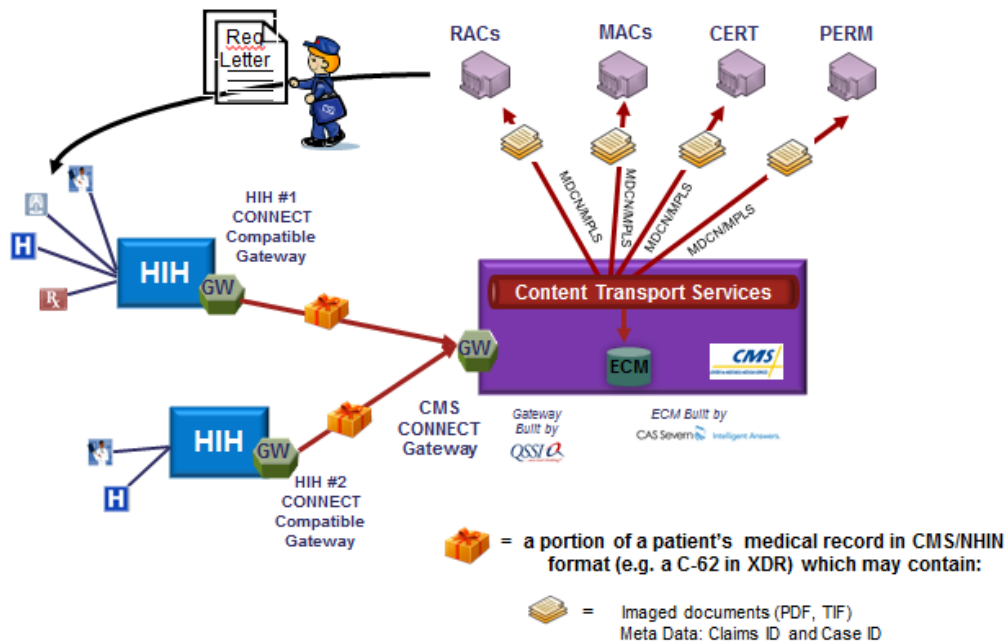 Req
Letter
RACs
MACs
CERT
PERM
MDCN/MPLS
MDCN/MPLS
MDCN/MPLS
MDCN/MPLS
HIH #1
CONNECT
Compatible
Gateway
H
Rx
HIH
GW
Content Transport Services
GW
ECM
CMS
CMS
CONNECT
Gateway
Gateway
Built by
QSSI
ECM Built by
CAS Severn
Intelligent Answers.
HIH
GW
H
HIH #2
CONNECT
Compatible
Gateway
= a portion of a patient's medical record in CMS/NHIN
format (e.g. a C-62 in XDR) which may contain:
= Imaged documents (PDF, TIF)
Meta Data: Claims ID and Case ID